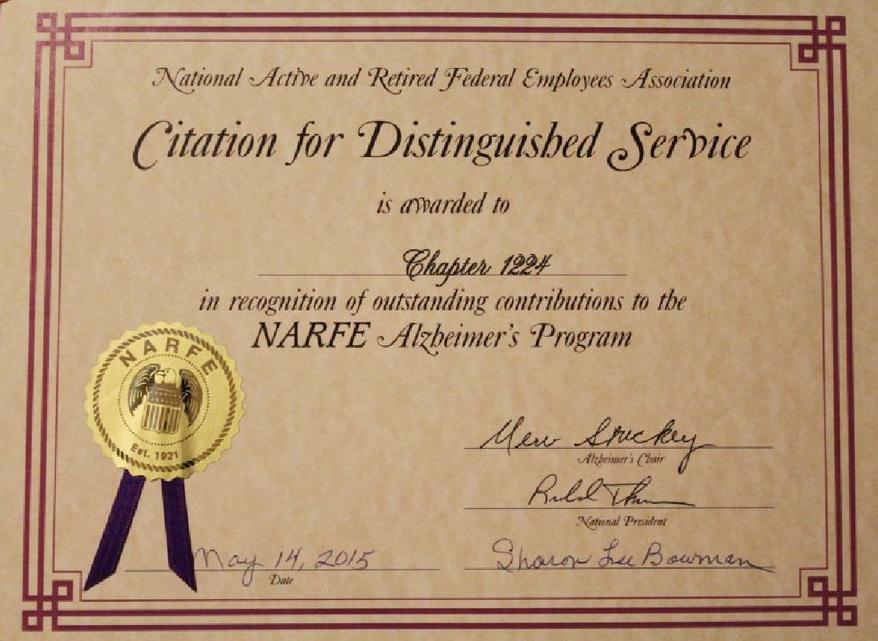 National Active and Retired Federal Employees Association
Citation for Distinguished Service
is awarded to
Chapter 1224
in recognition of outstanding contributions to the
NARFE Alzheimer's Program
NARFE
Est. 1921
Merv Stuckey
Alzheimer's Chair
National President
May 14, 2015
Date
Sharon Lee Bowman